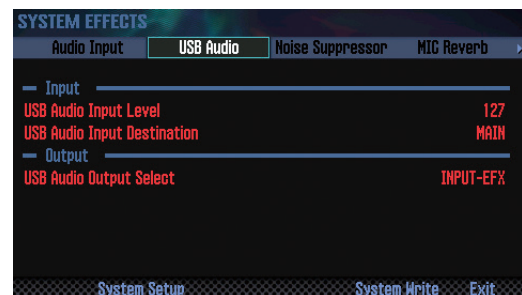 SYSTEM EFFECTS
Audio Input USB Audio Noise Suppressor MIC Reverb
Input
USB Audio Input Level 127
USB Audio Input Destination MAIN
Output
USB Audio Output Select INPUT-EFX
System Setup System Write Exit